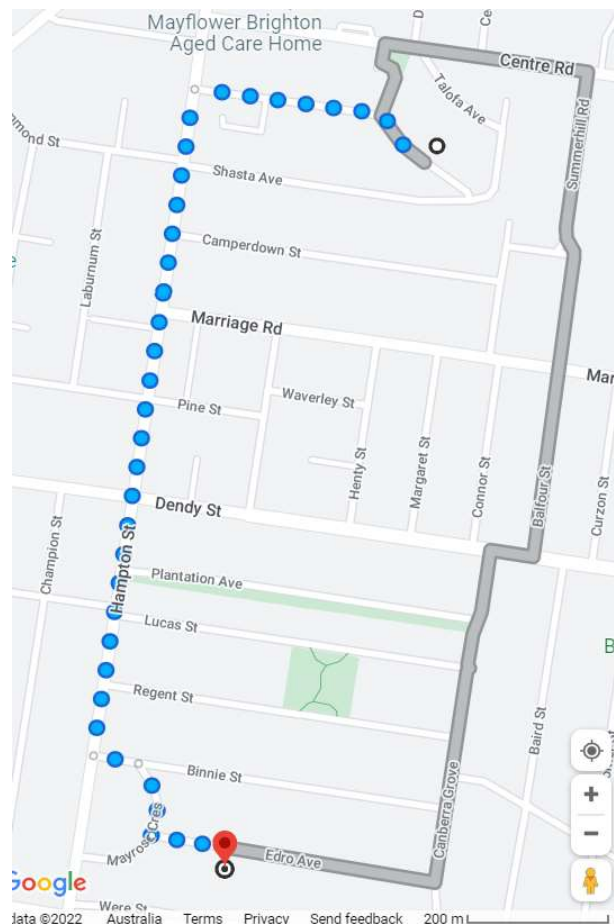 Mayflower Brighton
Aged Care Home
D
Ce
Centre Rd
Talofa Ave
Summerhill Rd
mond St
Shasta Ave
Laburnum St
Camperdown St
e
Marriage Rd
Mar
Waverley St
Pine St
Henty St
Margaret St
Connor St
Balfour St
Curzon St
Dendy St
Champion St
Hampton St
Plantation Ave
Lucas St
B
Regent St
Baird St
Binnie St
Canberra Grove
Mayrose Cres
Edro Ave
Google
Were St
data ©2022 Australia Terms Privacy Send feedback 200 m